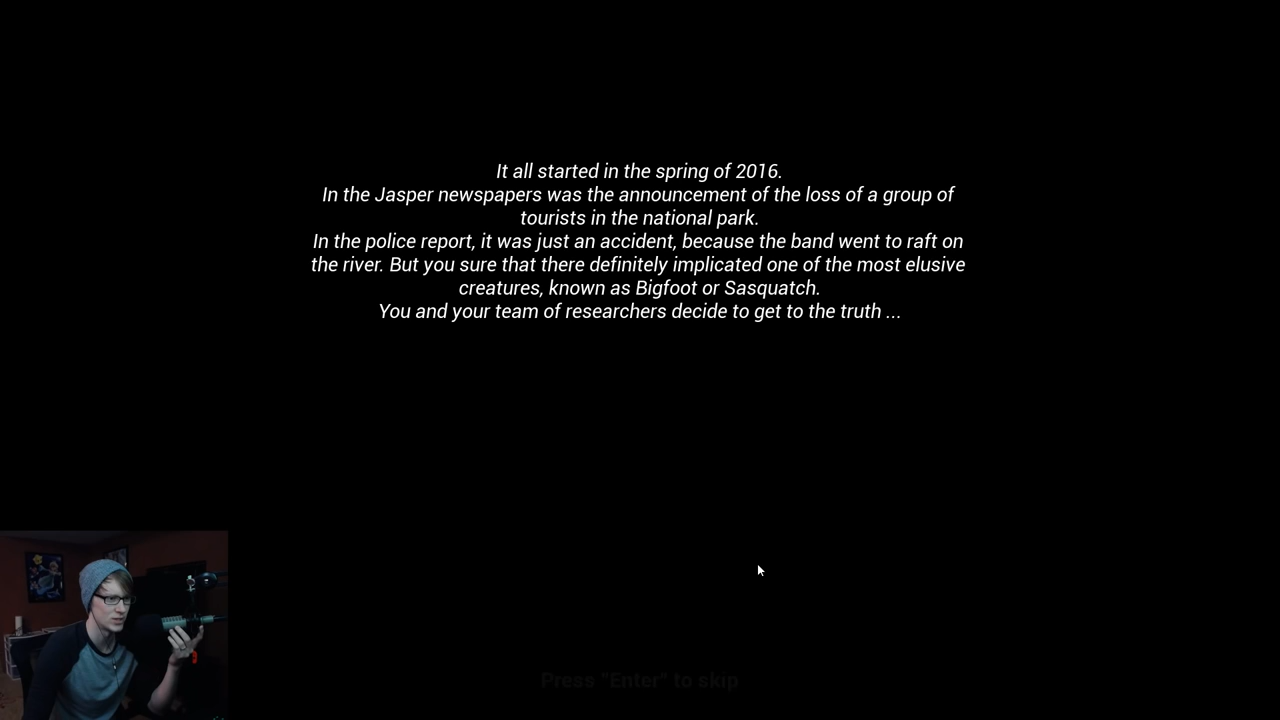 It all started in the spring of 2016.
In the Jasper newspapers was the announcement of the loss of a group of
tourists in the national park.
In the police report, it was just an accident, because the band went to raft on
the river. But you sure that there definitely implicated one of the most elusive
creatures, known as Bigfoot or Sasquatch.
You and your team of researchers decide to get to the truth ...
Press "Enter" to skip